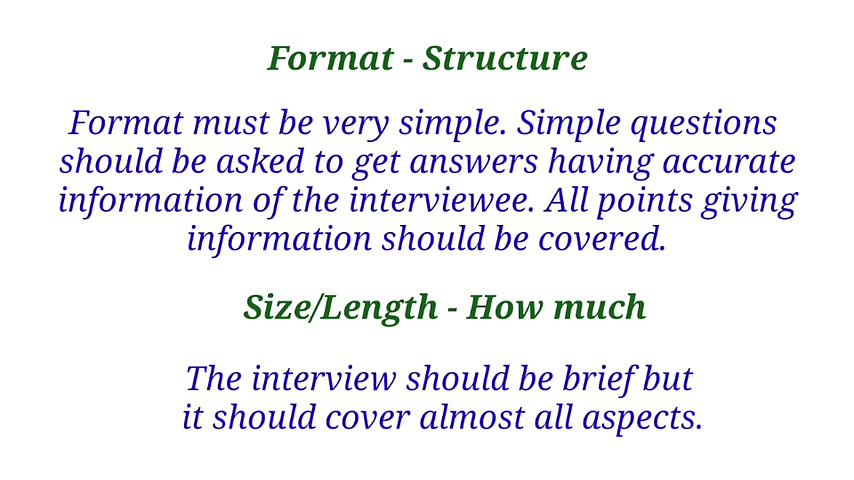 Format - Structure
Format must be very simple. Simple questions
should be asked to get answers having accurate
information of the interviewee. All points giving
information should be covered.
Size/Length - How much
The interview should be brief but
it should cover almost all aspects.